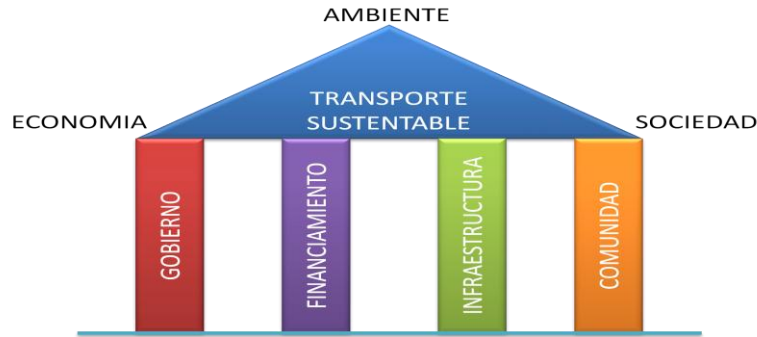 AMBIENTE
ECONOMIA
TRANSPORTE
SUSTENTABLE
SOCIEDAD
GOBIERNO
FINANCIAMIENTO
INFRAESTRUCTURA
COMUNIDAD